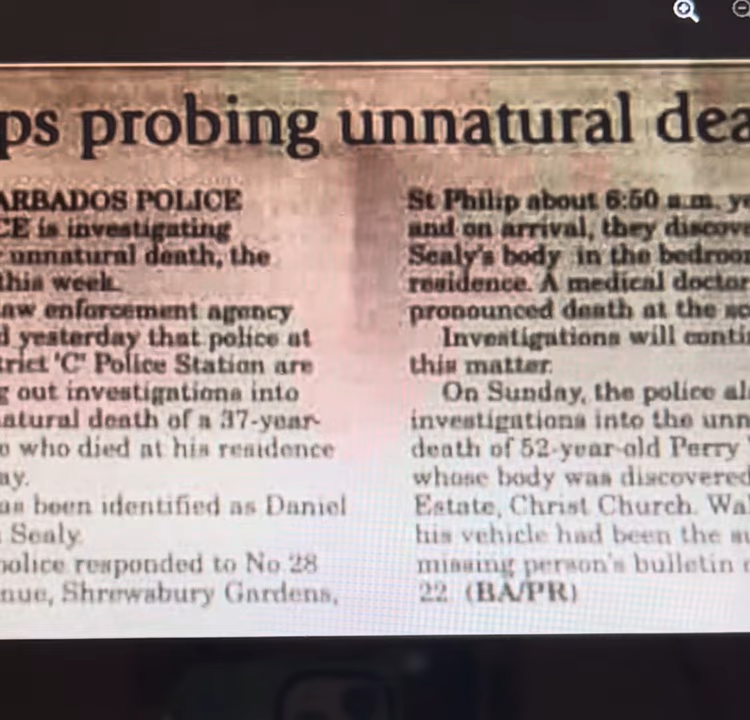 ps probing unnatural dea
ARBADOS POLICE
CE is investigating
unnatural death, the
this week.
aw enforcement agency
d yesterday that police at
trict 'C' Police Station are
g out investigations into
atural death of a 37-year-
who died at his residence
ay.
as been identified as Daniel
Sealy.
police responded to No.28
nue, Shrewsbury Gardens,
St Philip about 6:50 a.m. y
and on arrival, they discov
Sealy's body in the bedroo
residence. A medical doctor
pronounced death at the sc
Investigations will conti
this matter.
On Sunday, the police al
investigations into the unn
death of 52-year-old Perry
whose body was discovered
Estate, Christ Church. Wa
his vehicle had been the su
missing person's bulletin
22. (BA/PR)